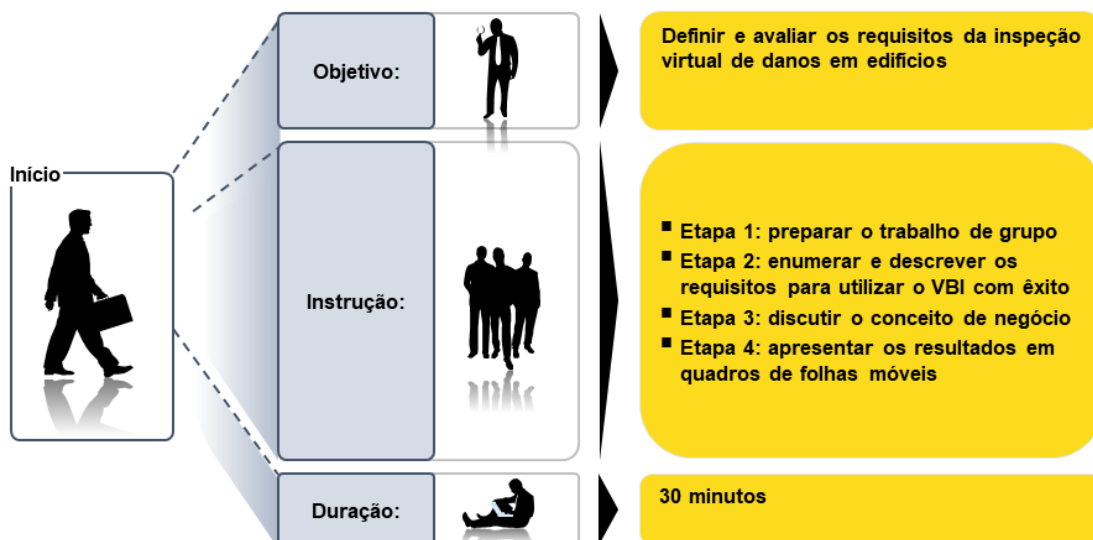 Início
Objetivo:
Definir e avaliar os requisitos da inspeção
virtual de danos em edifícios
Instrução:
Etapa 1: preparar o trabalho de grupo
Etapa 2: enumerar e descrever os
requisitos para utilizar o VBI com êxito
Etapa 3: discutir o conceito de negócio
Etapa 4: apresentar os resultados em
quadros de folhas móveis
Duração:
30 minutos